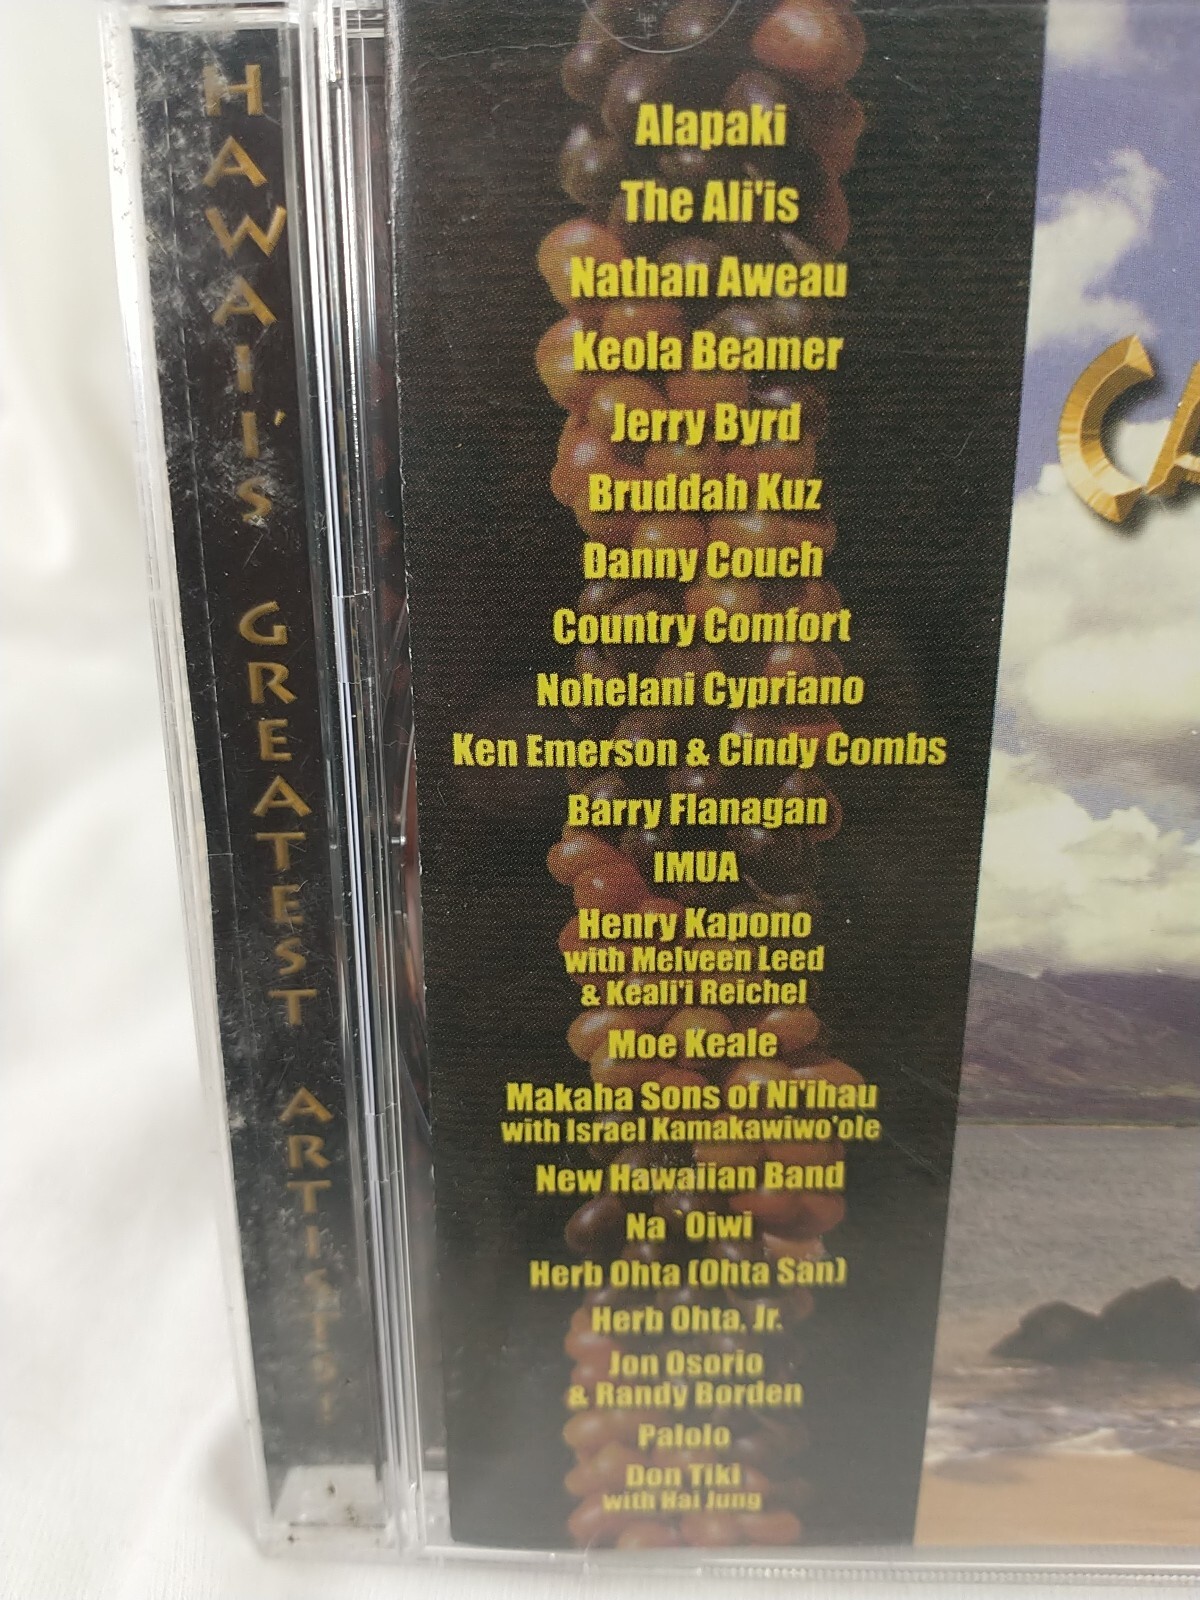 HAWAII'S GREATEST ARTISTS!
Alapaki
The Ali'is
Nathan Aweau
Keola Beamer
Jerry Byrd
Bruddah Kuz
Danny Couch
Country Comfort
Nohelani Cypriano
Ken Emerson & Cindy Combs
Barry Flanagan
IMUA
Henry Kapono
with Melveen Leed
& Keali'i Reichel
Moe Keale
Makaha Sons of Ni'ihau
with Israel Kamakawiwo'ole
New Hawaiian Band
Na `Oiwi
Herb Ohta (Ohta San)
Herb Ohta, Jr.
Jon Osorio
& Randy Borden
Palolo
Don Tiki
with Hai Jung